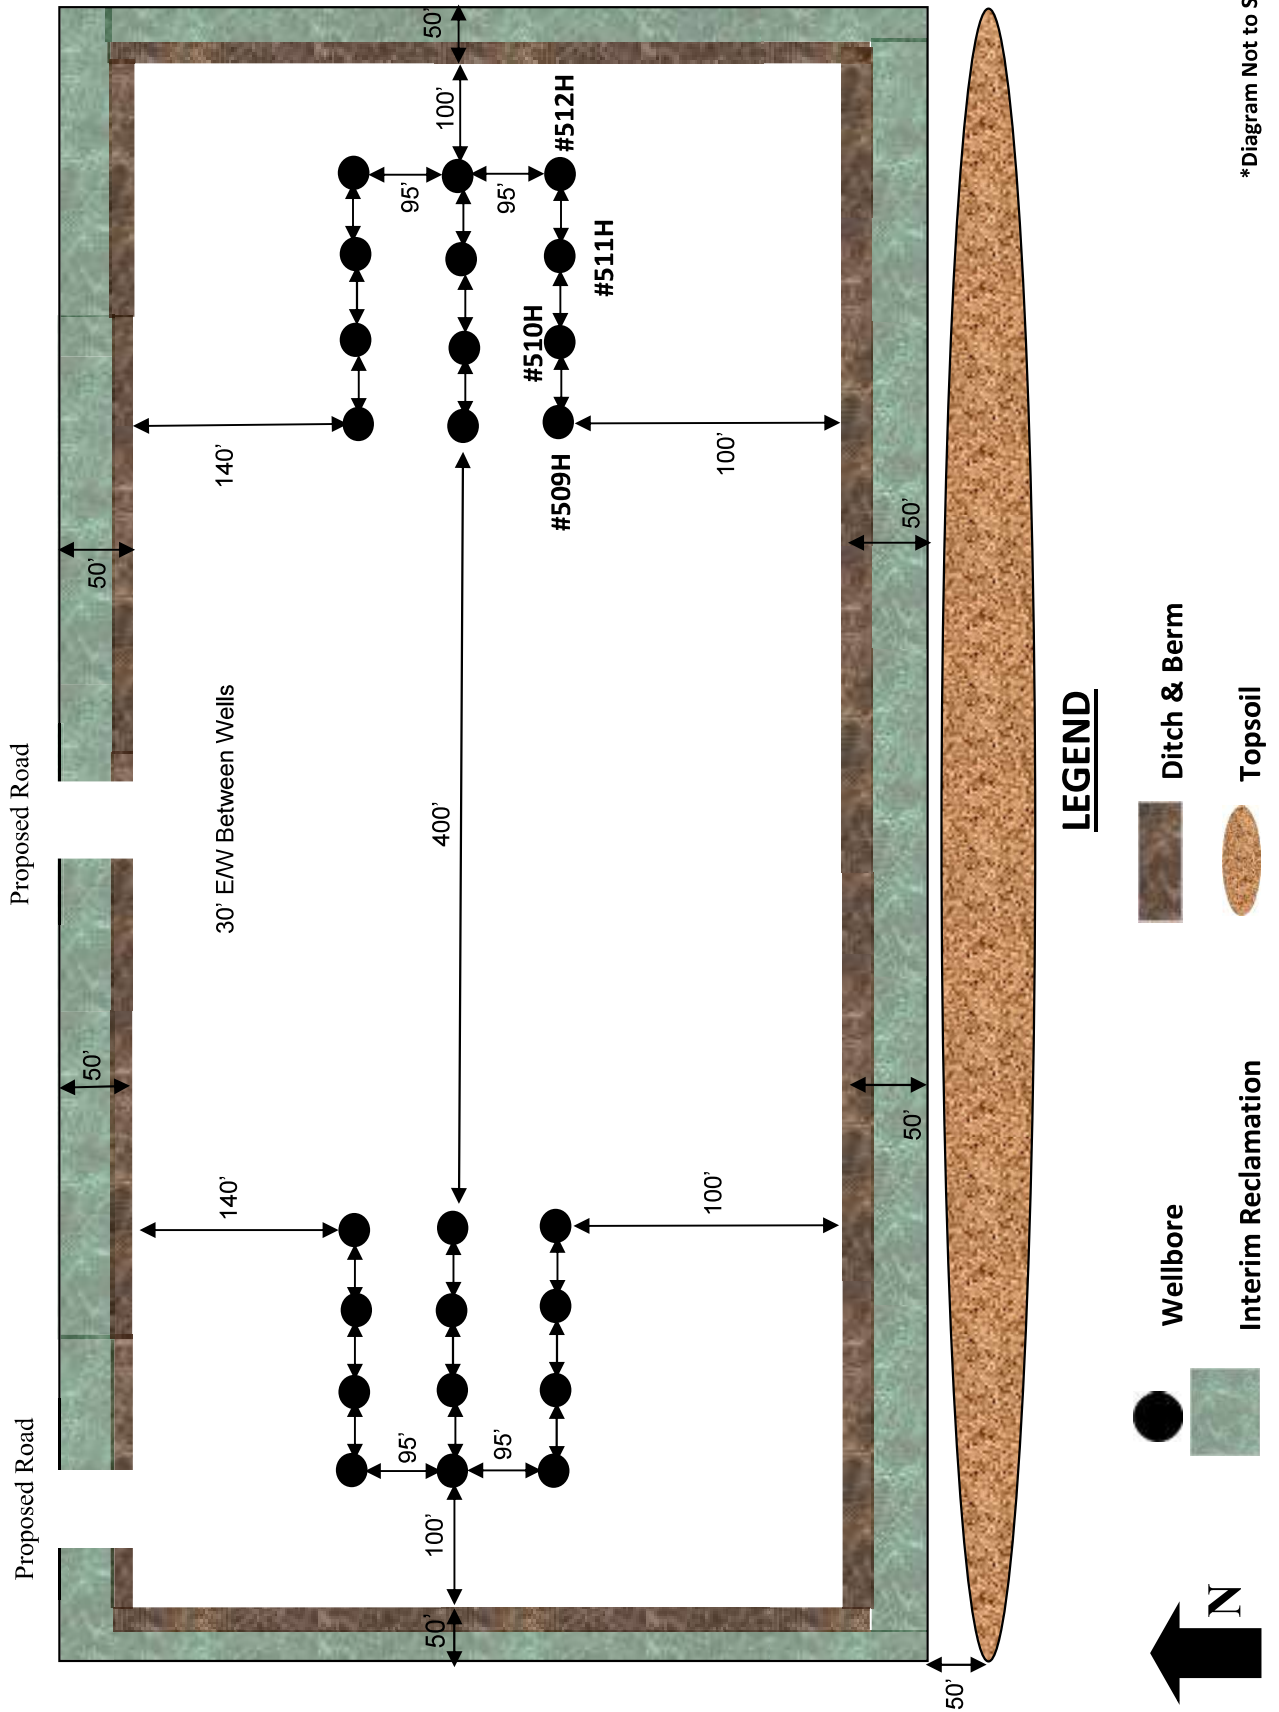 Proposed Road
Proposed Road
50'
50'
140'
30' E/W Between Wells
140'
95'
95'
50'
100'
400'
100'
50'
95'
95'
#510H
#509H
#512H
#511H
100'
100'
50'
50'
50'
LEGEND
Wellbore
Ditch & Berm
N
Interim Reclamation
Topsoil
*Diagram Not to